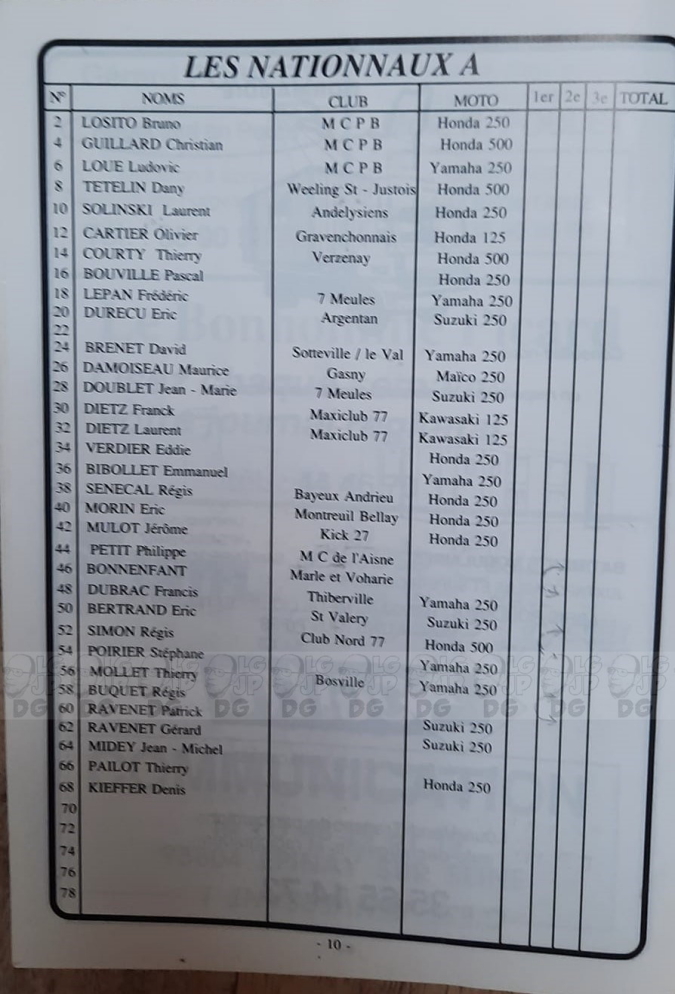 LES NATIONNAUX A
N° NOMS CLUB MOTO 1er 2e 3e TOTAL
2 LOSITO Bruno M C P B Honda 250
4 GUILLARD Christian M C P B Honda 500
6 LOUE Ludovic M C P B Yamaha 250
8 TETELIN Dany Weeling St - Justois Honda 500
10 SOLINSKI Laurent Andelysiens Honda 250
12 CARTIER Olivier Gravenchonnais Honda 125
14 COURTY Thierry Verzenay Honda 500
16 BOUVILLE Pascal Honda 250
18 LEPAN Frédéric 7 Meules Yamaha 250
20 DURECU Eric Argentan Suzuki 250
22
24 BRENET David Sotteville / le Val Yamaha 250
26 DAMOISEAU Maurice Gasny Maïco 250
28 DOUBLET Jean - Marie 7 Meules Suzuki 250
30 DIETZ Franck Maxiclub 77 Kawasaki 125
32 DIETZ Laurent Maxiclub 77 Kawasaki 125
34 VERDIER Eddie Honda 250
36 BIBOLLET Emmanuel Yamaha 250
38 SENECAL Régis Bayeux Andrieu Honda 250
40 MORIN Eric Montreuil Bellay Honda 250
42 MULOT Jérôme Kick 27 Honda 250
44 PETIT Philippe M C de l'Aisne
46 BONNENFANT Marle et Voharie
48 DUBRAC Francis Thiberville Yamaha 250
50 BERTRAND Eric St Valery Suzuki 250
52 SIMON Régis Club Nord 77 Honda 500
54 POIRIER Stéphane Yamaha 250
56 MOLLET Thierry Bosville Yamaha 250
58 BUQUET Régis
60 RAVENET Patrick
62 RAVENET Gérard Suzuki 250
64 MIDEY Jean - Michel Suzuki 250
66 PAILOT Thierry
68 KIEFFER Denis Honda 250
70
72
74
76
78
- 10 -